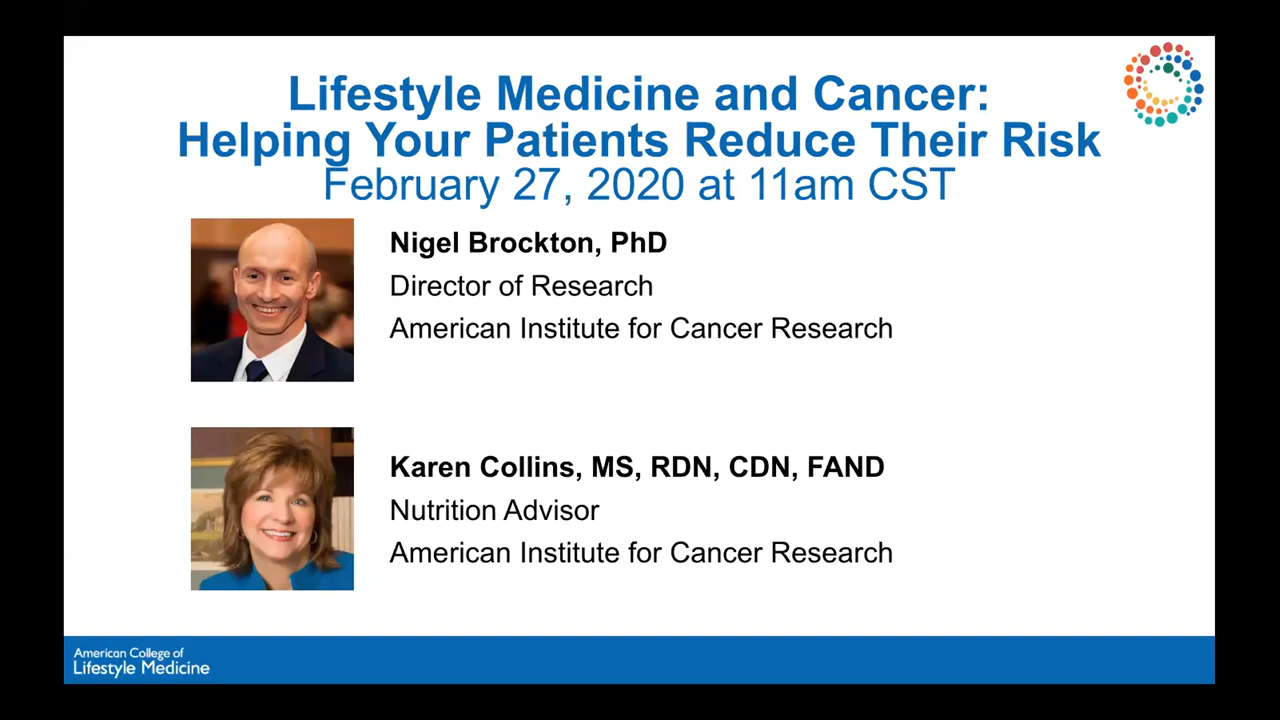 Lifestyle Medicine and Cancer:
Helping Your Patients Reduce Their Risk
February 27, 2020 at 11am CST
Nigel Brockton, PhD
Director of Research
American Institute for Cancer Research
Karen Collins, MS, RDN, CDN, FAND
Nutrition Advisor
American Institute for Cancer Research
American College of
Lifestyle Medicine